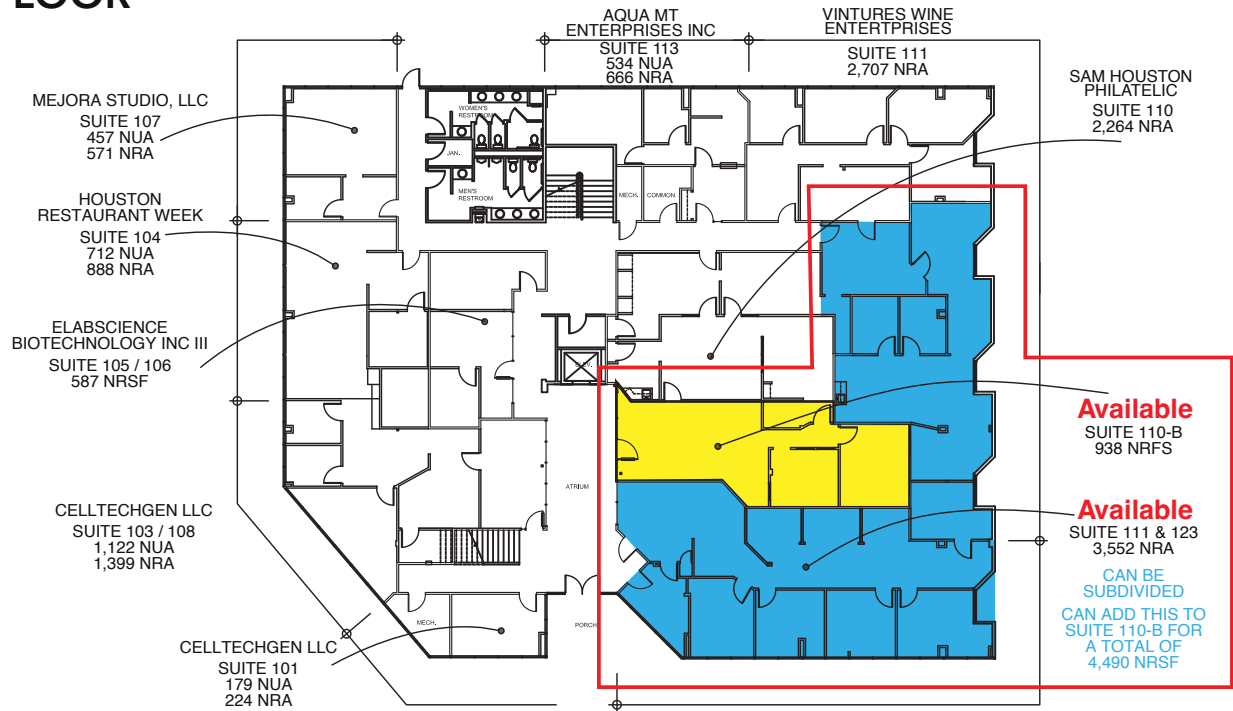 LOOR
AQUA MT
ENTERPRISES INC
SUITE 113
534 NUA
666 NRA
VINTURES WINE
ENTERTPRISES
SUITE 111
2,707 NRA
SAM HOUSTON
PHILATELIC
SUITE 110
2,264 NRA
MEJORA STUDIO, LLC
SUITE 107
457 NUA
571 NRA
HOUSTON
RESTAURANT WEEK
SUITE 104
712 NUA
888 NRA
ELABSCIENCE
BIOTECHNOLOGY INC III
SUITE 105 / 106
587 NRSF
CELLTECHGEN LLC
SUITE 103 / 108
1,122 NUA
1,399 NRA
CELLTECHGEN LLC
SUITE 101
179 NUA
224 NRA
WOMEN'S
RESTROOM
JAN.
MEN'S
RESTROOM
MECH.
COMMON
ELEV.
ATRIUM
MECH.
PORCH
Available
SUITE 110-B
938 NRFS
Available
SUITE 111 & 123
3,552 NRA
CAN BE
SUBDIVIDED
CAN ADD THIS TO
SUITE 110-B FOR
A TOTAL OF
4,490 NRSF